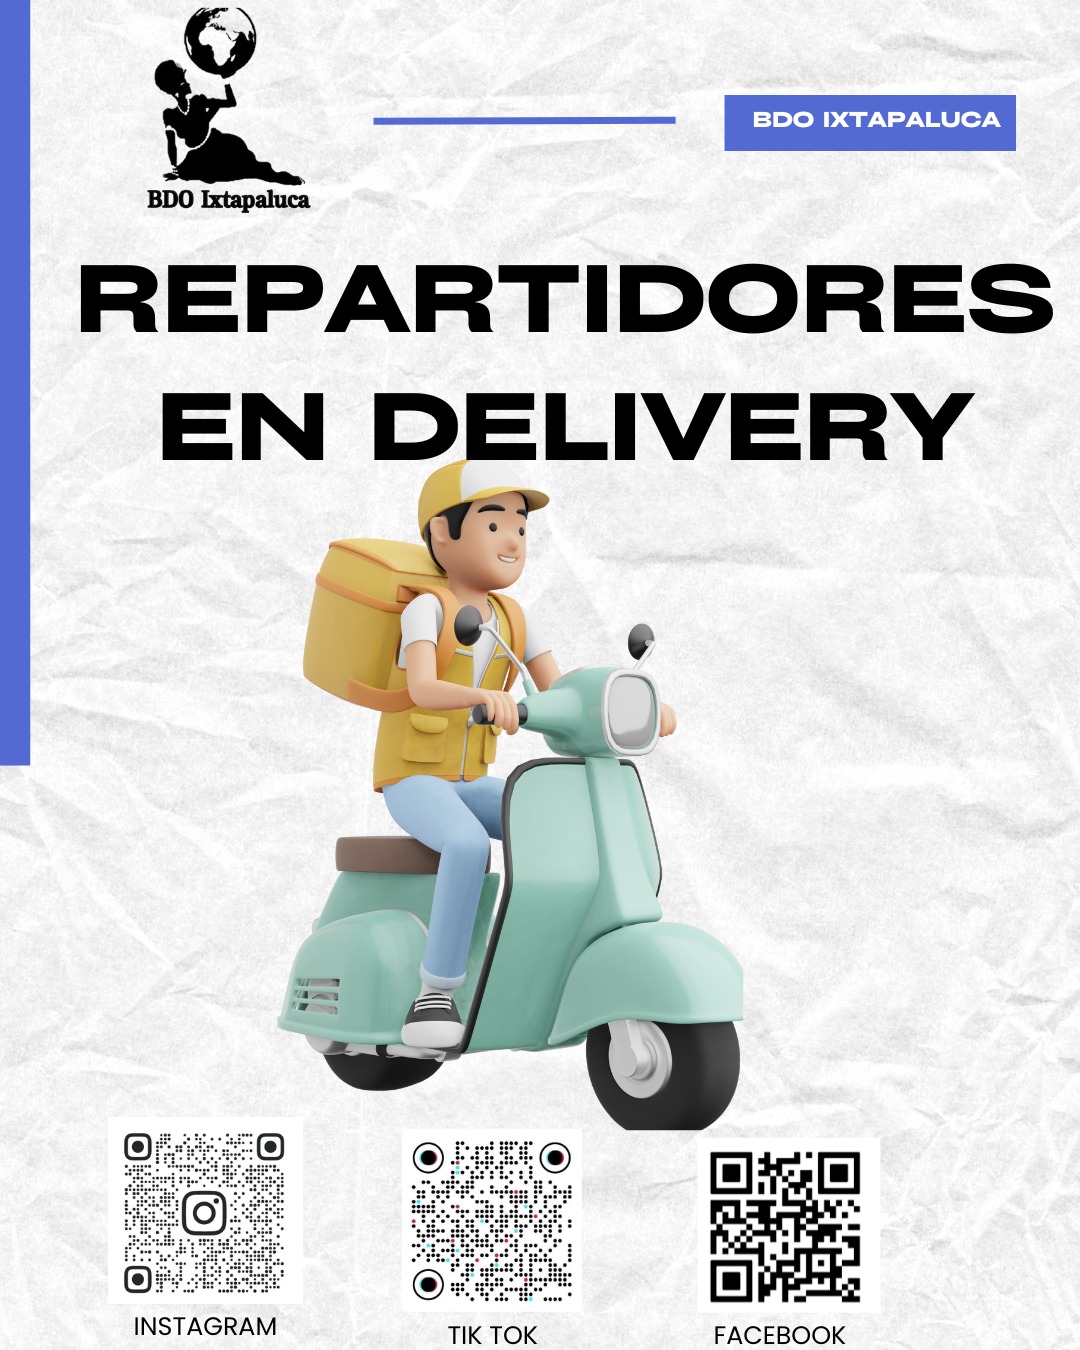 BDO Ixtapaluca
BDO IXTAPALUCA
REPARTIDORES
EN DELIVERY
INSTAGRAM
TIK TOK
FACEBOOK